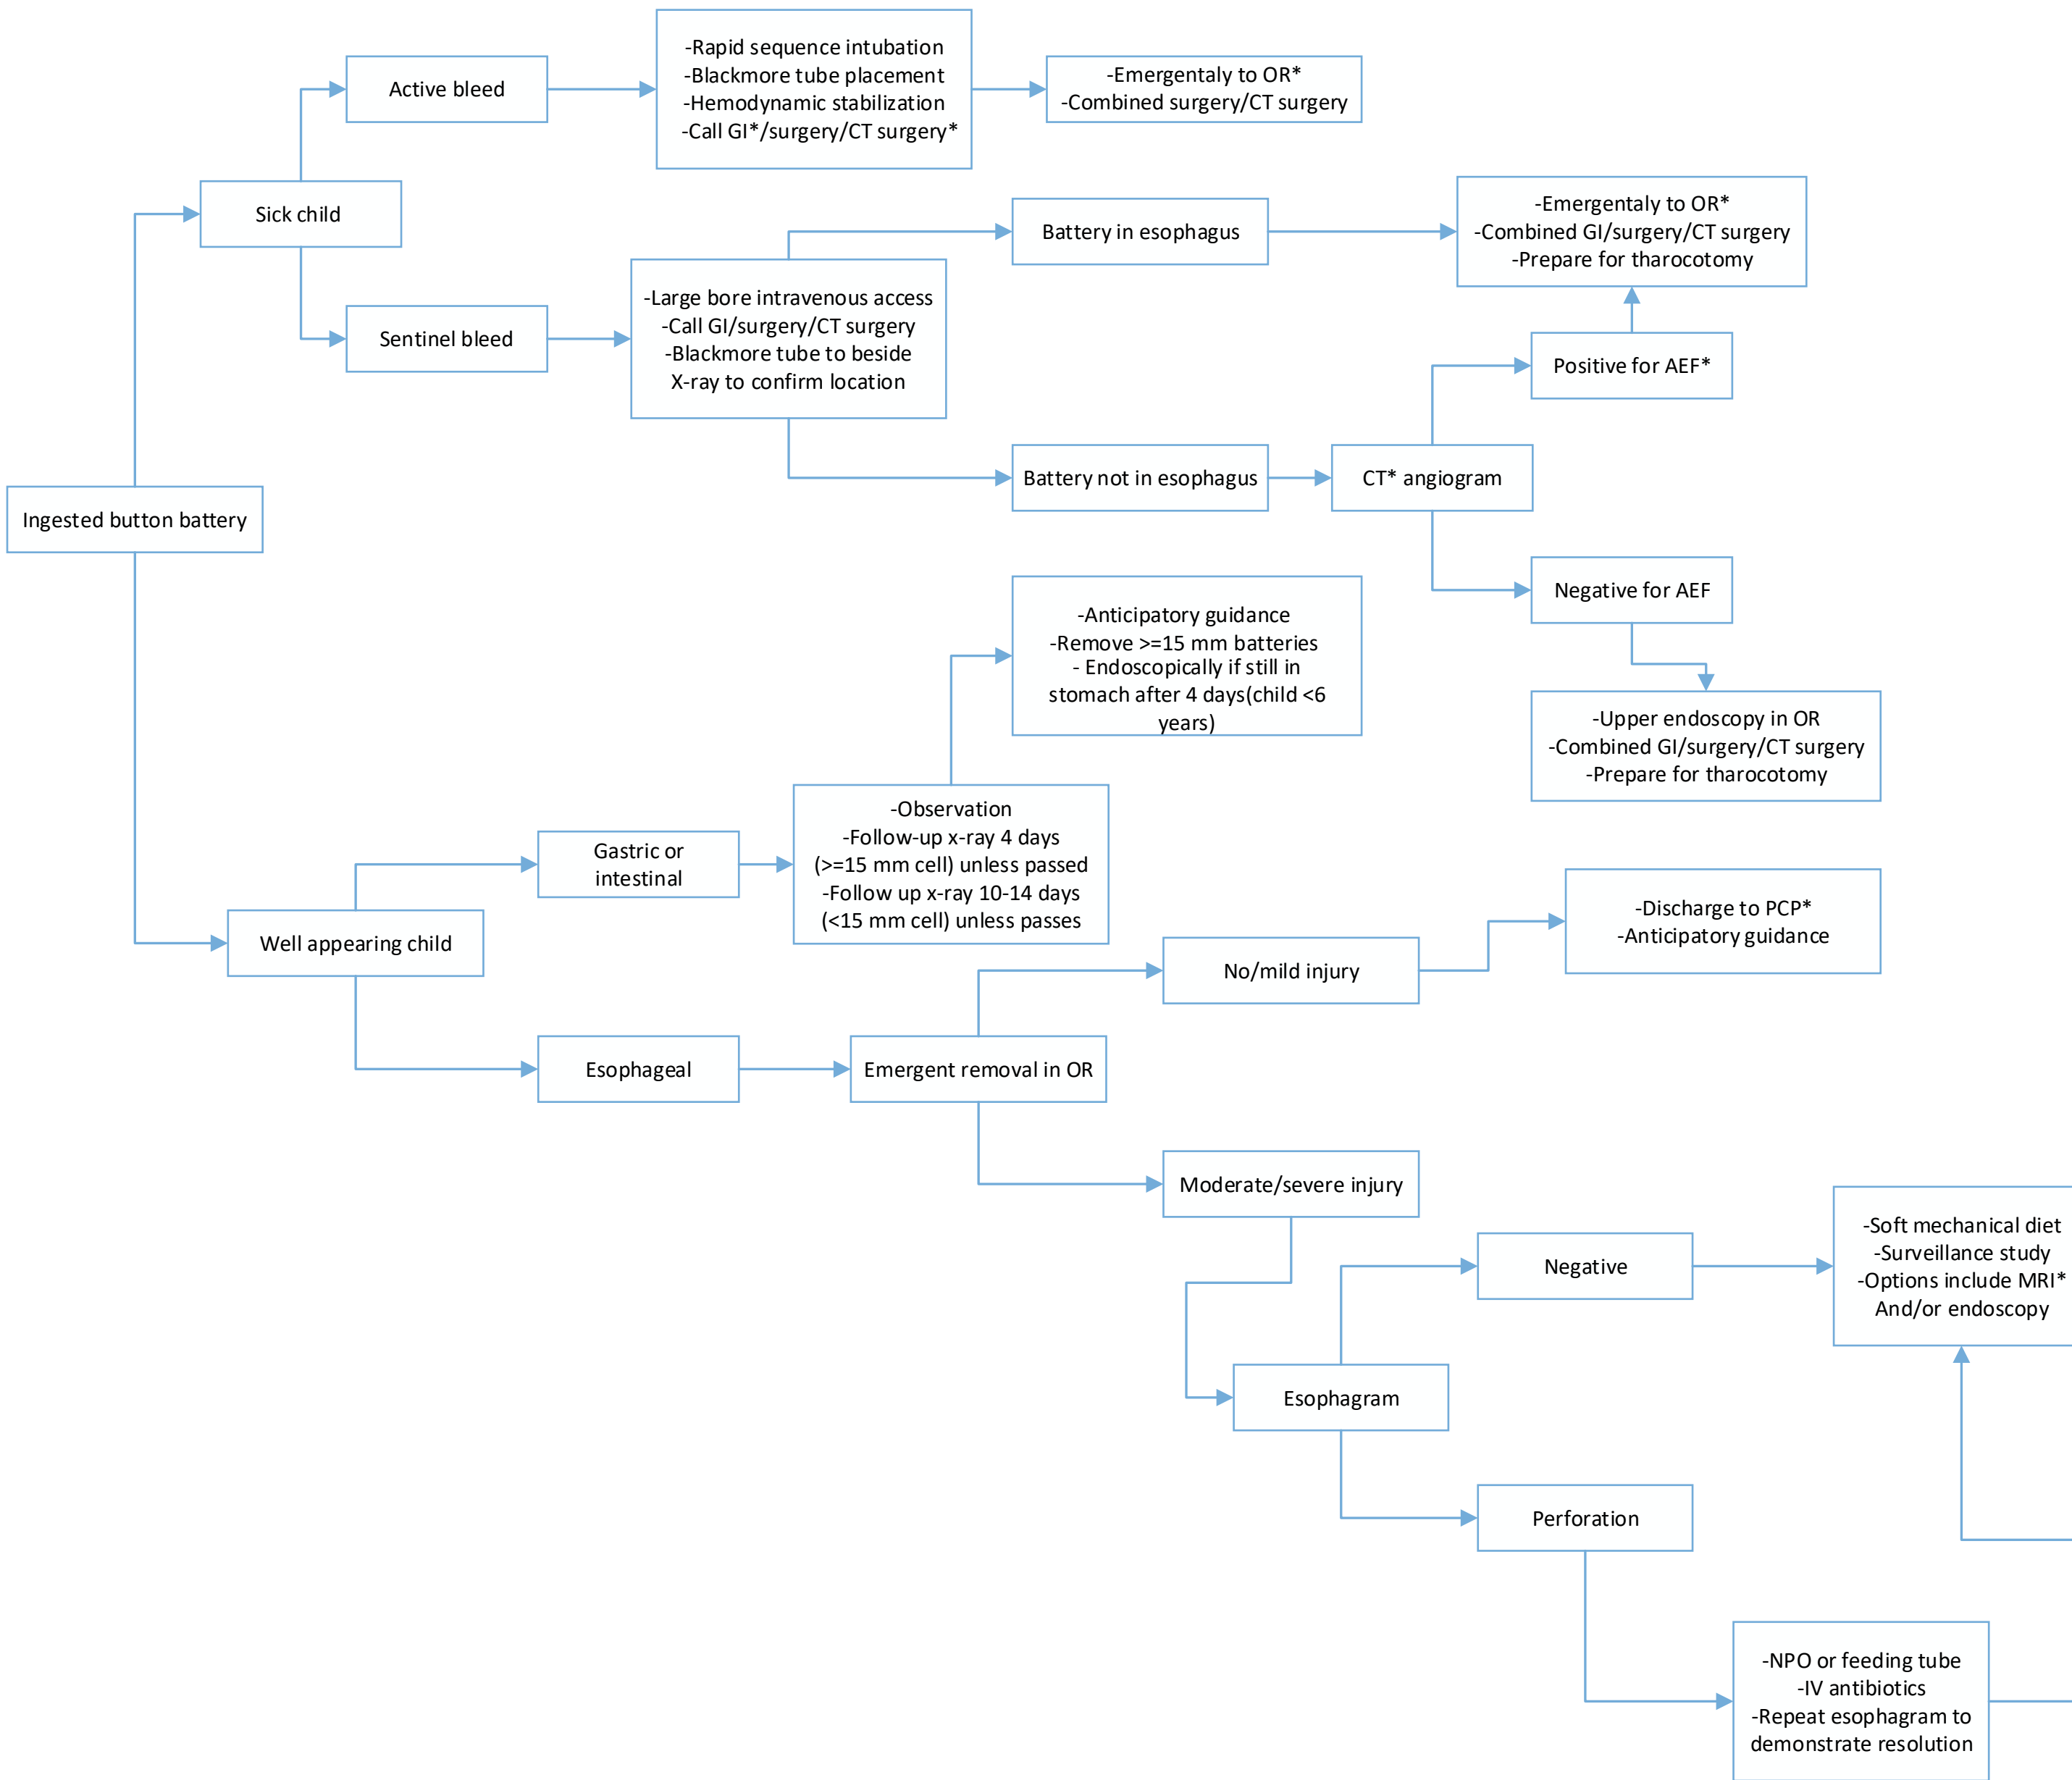 Ingested button battery
Sick child
Active bleed
-Rapid sequence intubation
-Blackmore tube placement
-Hemodynamic stabilization
-Call GI*/surgery/CT surgery*
-Emergentaly to OR*
-Combined surgery/CT surgery
Sentinel bleed
-Large bore intravenous access
-Call GI/surgery/CT surgery
-Blackmore tube to beside
X-ray to confirm location
Battery in esophagus
-Emergentaly to OR*
-Combined GI/surgery/CT surgery
-Prepare for tharocotomy
Battery not in esophagus
CT* angiogram
Positive for AEF*
Negative for AEF
-Upper endoscopy in OR
-Combined GI/surgery/CT surgery
-Prepare for tharocotomy
Well appearing child
Gastric or
intestinal
-Observation
-Follow-up x-ray 4 days
(>=15 mm cell) unless passed
-Follow up x-ray 10-14 days
(<15 mm cell) unless passes
-Anticipatory guidance
-Remove >=15 mm batteries
- Endoscopically if still in
stomach after 4 days(child <6
years)
Esophageal
Emergent removal in OR
No/mild injury
-Discharge to PCP*
-Anticipatory guidance
Moderate/severe injury
Esophagram
Negative
-Soft mechanical diet
-Surveillance study
-Options include MRI*
And/or endoscopy
Perforation
-NPO or feeding tube
-IV antibiotics
-Repeat esophagram to
demonstrate resolution